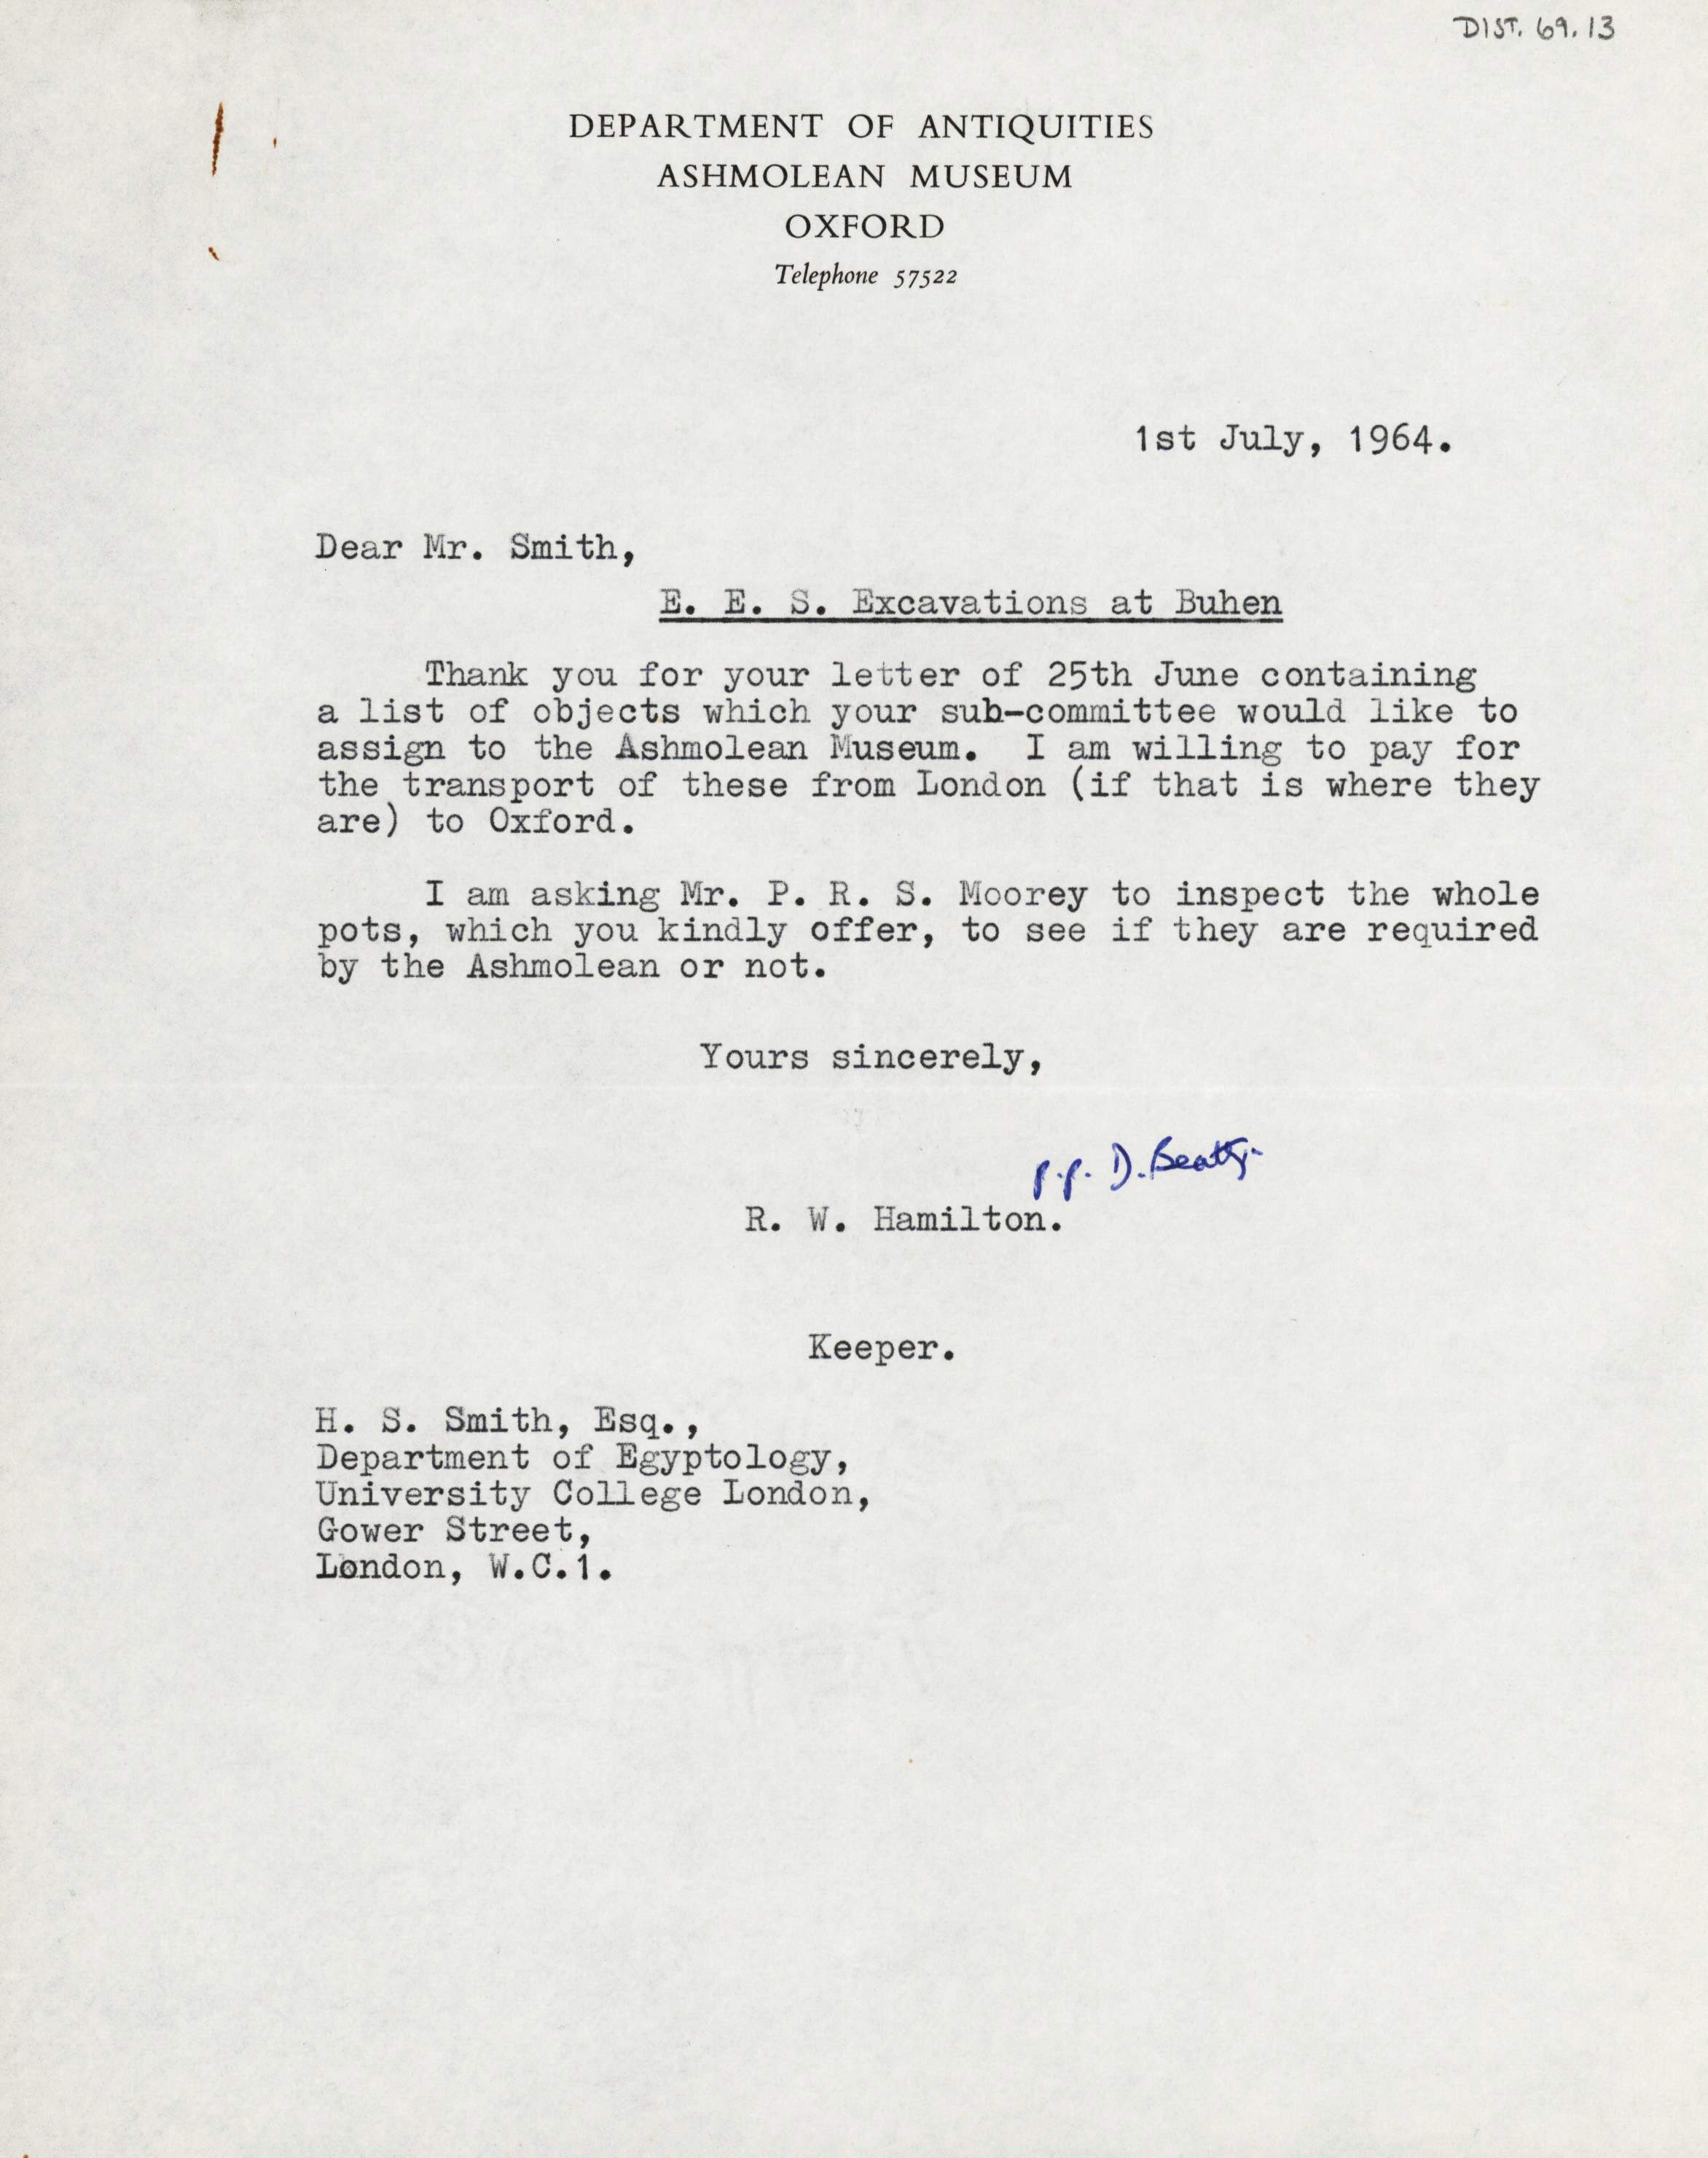 DIST. 69.13
DEPARTMENT OF ANTIQUITIES
ASHMOLEAN MUSEUM
OXFORD
Telephone 57522
1st July, 1964.
Dear Mr. Smith,
E. E. S. Excavations at Buhen
Thank you for your letter of 25th June containing
a list of objects which your sub-committee would like to
assign to the Ashmolean Museum. I am willing to pay for
the transport of these from London (if that is where they
are) to Oxford.
I am asking Mr. P. R. S. Moorey to inspect the whole
pots, which you kindly offer, to see if they are required
by the Ashmolean or not.
Yours sincerely,
p.p. D. Beatty.
R. W. Hamilton.
Keeper.
H. S. Smith, Esq.,
Department of Egyptology,
University College London,
Gower Street,
London, W.C.1.